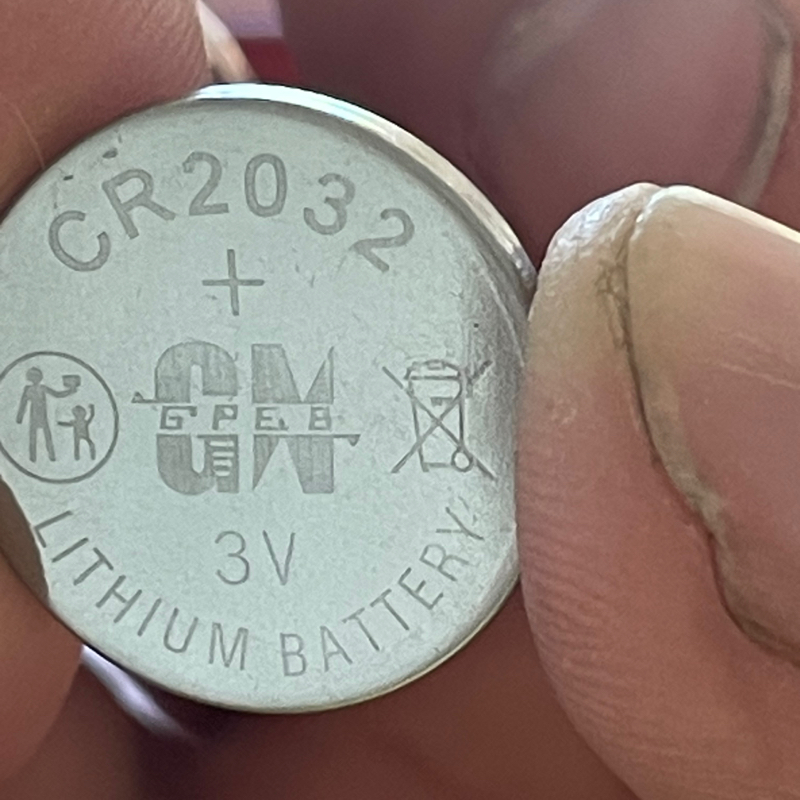 CR2032
+
GW
GPEB
3V
LITHIUM BATTERY